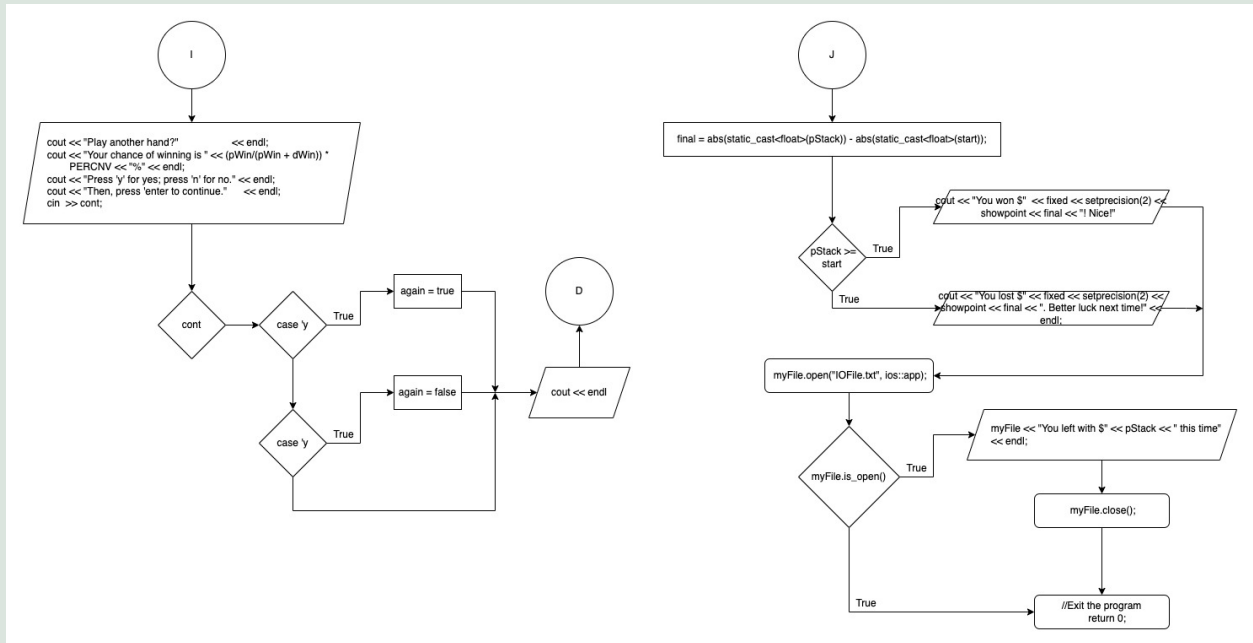 I
cout << "Play another hand?" << endl;
cout << "Your chance of winning is " << (pWin/(pWin + dWin)) *
PERCNV << "%" << endl;
cout << "Press 'y' for yes; press 'n' for no." << endl;
cout << "Then, press 'enter to continue." << endl;
cin >> cont;
cont
case 'y
True
again = true
case 'y
True
again = false
cout << endl
D
J
final = abs(static_cast<float>(pStack)) - abs(static_cast<float>(start));
pStack >=
start
True
cout << "You won $" << fixed << setprecision(2) <<
showpoint << final << "! Nice!"
True
cout << "You lost $" << fixed << setprecision(2) <<
showpoint << final << ". Better luck next time!" <<
endl;
myFile.open("IOFile.txt", ios::app);
myFile.is_open()
True
myFile << "You left with $" << pStack << " this time"
<< endl;
myFile.close();
True
//Exit the program
return 0;